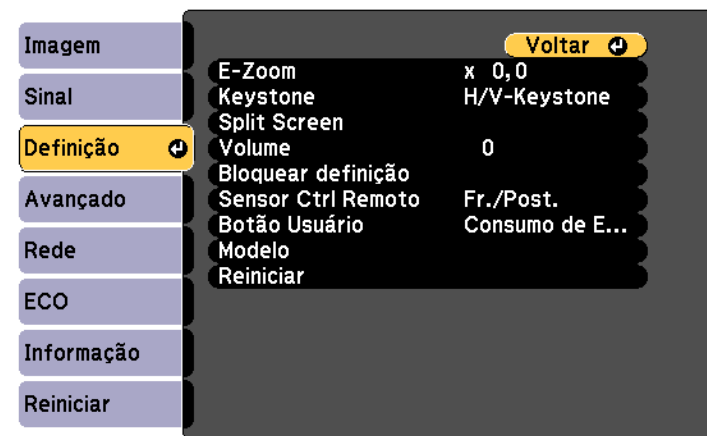 Imagem
Sinal
Definição
Avançado
Rede
ECO
Informação
Reiniciar
Voltar
E-Zoom x 0,0
Keystone H/V-Keystone
Split Screen
Volume 0
Bloquear definição
Sensor Ctrl Remoto Fr./Post.
Botão Usuário Consumo de E...
Modelo
Reiniciar